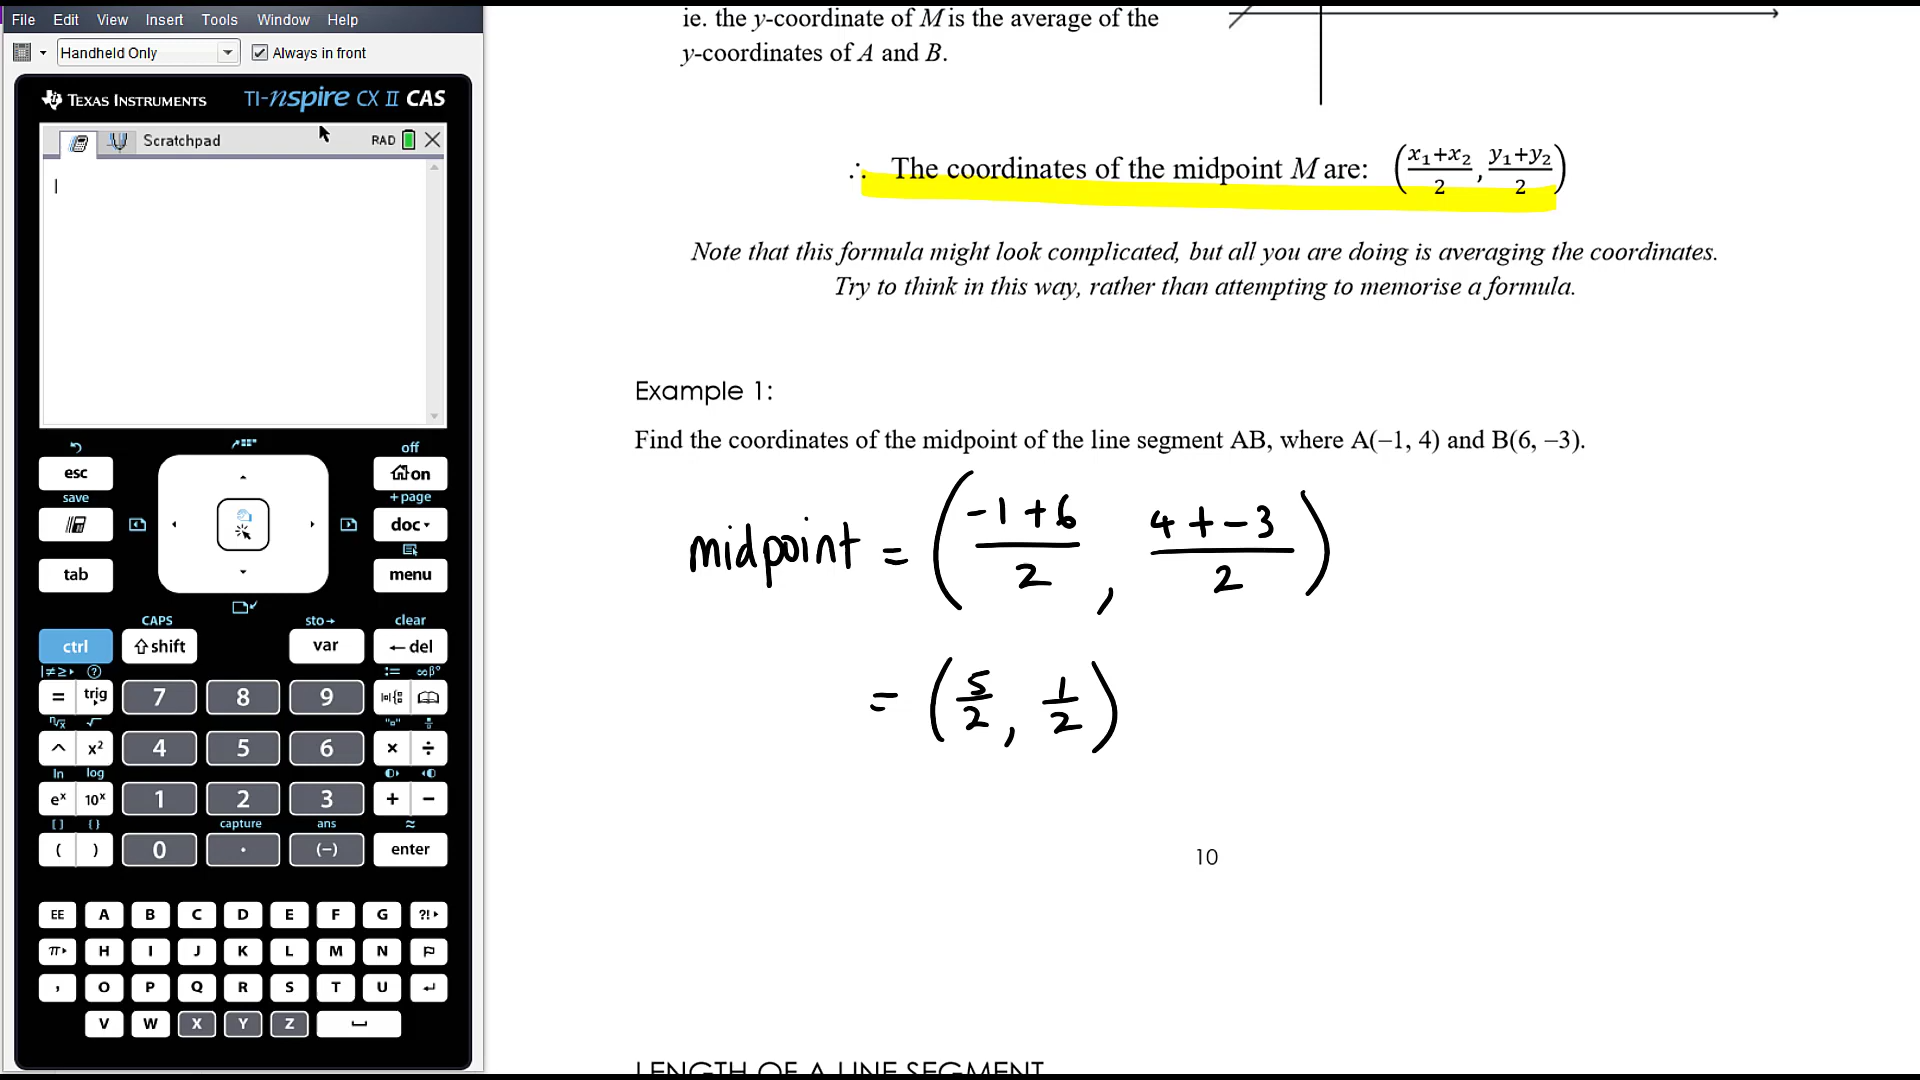 File Edit View Insert Tools Window Help
Handheld Only Always in front
TEXAS INSTRUMENTS TI-nspire CX II CAS
Scratchpad RAD
off
esc on
save + page
doc
tab menu
CAPS sto→ clear
ctrl shift var ← del
= trig 7 8 9
^ x² 4 5 6 × ÷
ln log
eˣ 10ˣ 1 2 3 + −
[ ] { } capture ans ≈
( ) 0 . (−) enter
EE A B C D E F G ?!
π H I J K L M N
, O P Q R S T U
V W X Y Z
ie. the y-coordinate of M is the average of the
y-coordinates of A and B.
∴ The coordinates of the midpoint M are: (x₁+x₂/2, y₁+y₂/2)
Note that this formula might look complicated, but all you are doing is averaging the coordinates.
Try to think in this way, rather than attempting to memorise a formula.
Example 1:
Find the coordinates of the midpoint of the line segment AB, where A(−1, 4) and B(6, −3).
midpoint = (-1+6/2, 4+-3/2)
= (5/2, 1/2)
10
LENGTH OF A LINE SEGMENT